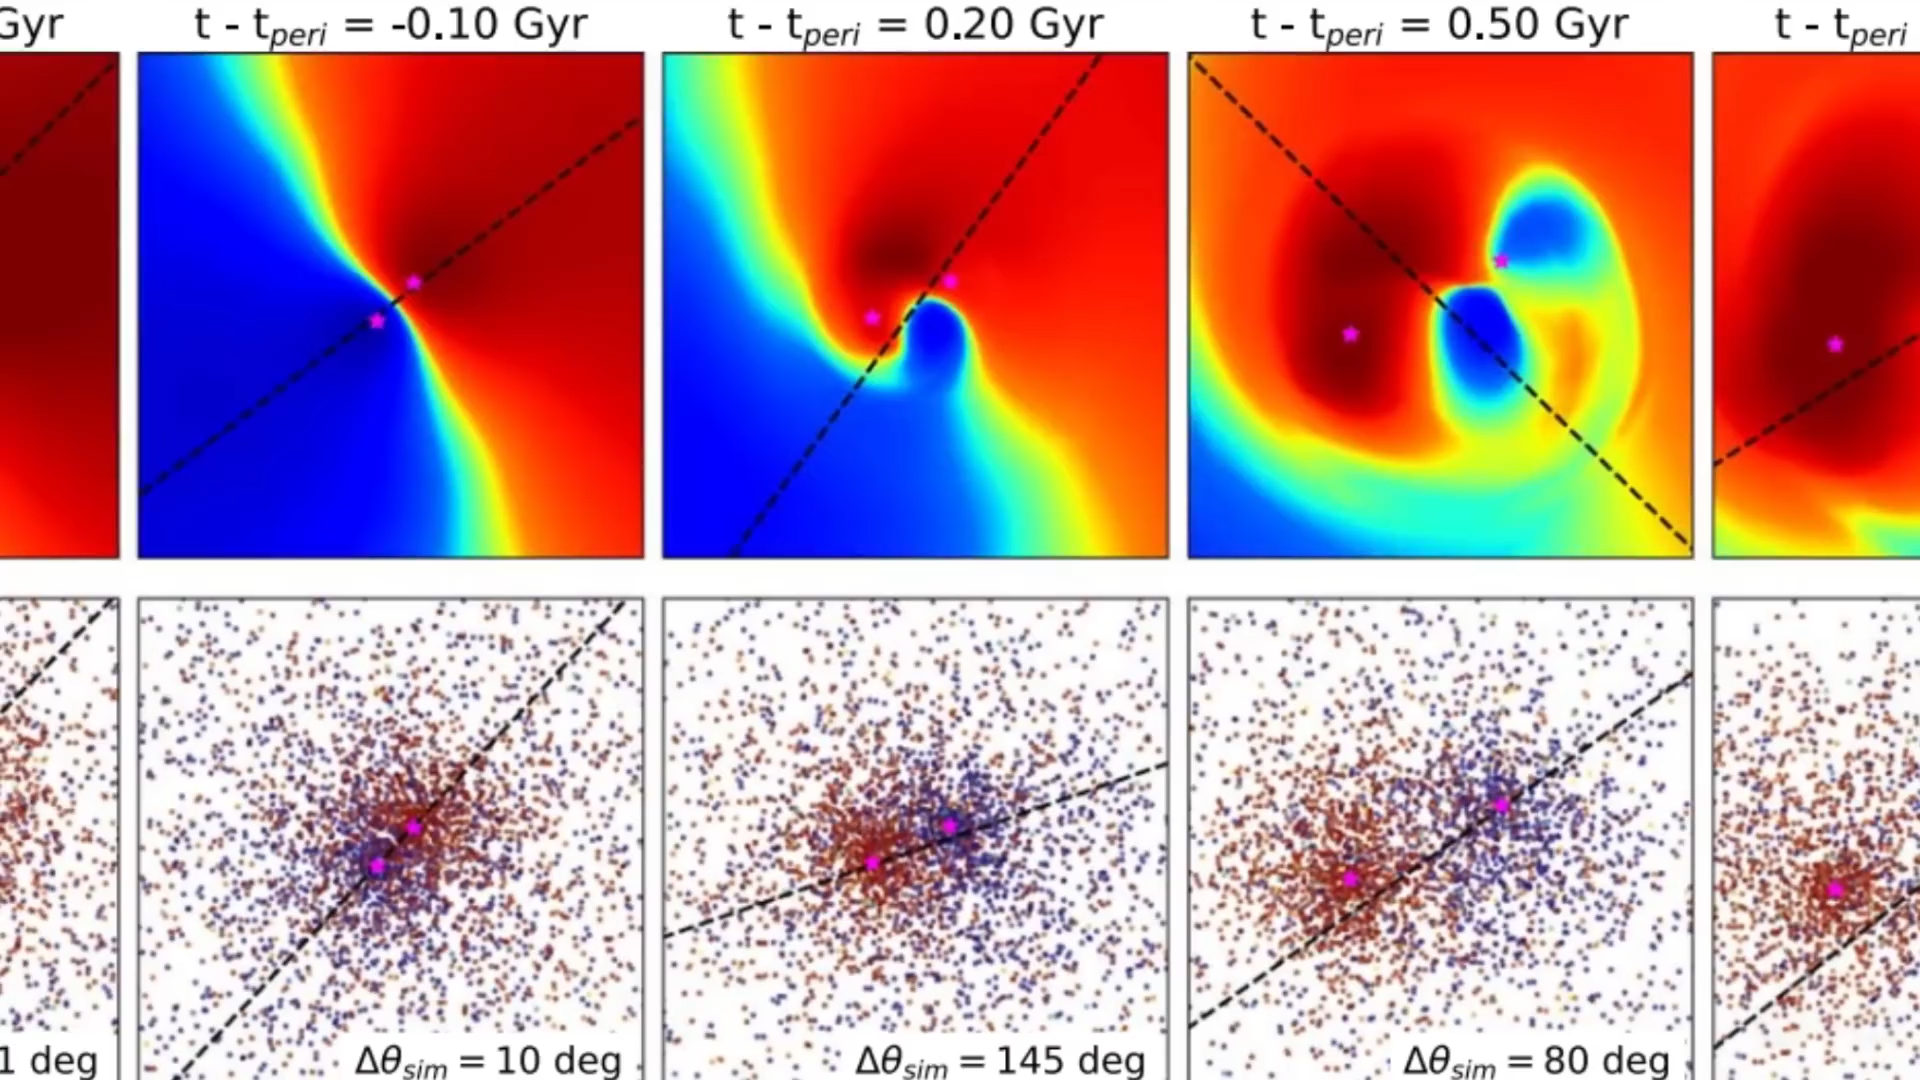 Gyr
t - t_peri = -0.10 Gyr
t - t_peri = 0.20 Gyr
t - t_peri = 0.50 Gyr
t - t_peri
1 deg
Δθ_sim = 10 deg
Δθ_sim = 145 deg
Δθ_sim = 80 deg